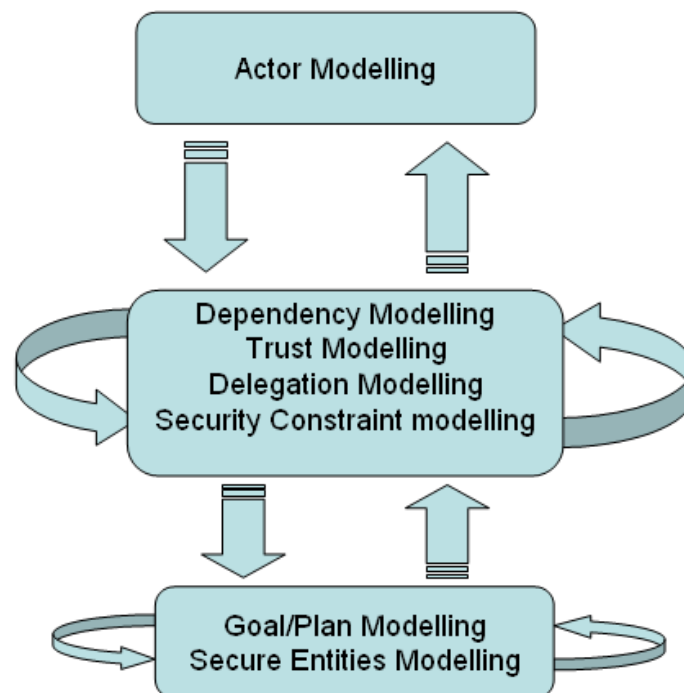 Actor Modelling
Dependency Modelling
Trust Modelling
Delegation Modelling
Security Constraint modelling
Goal/Plan Modelling
Secure Entities Modelling